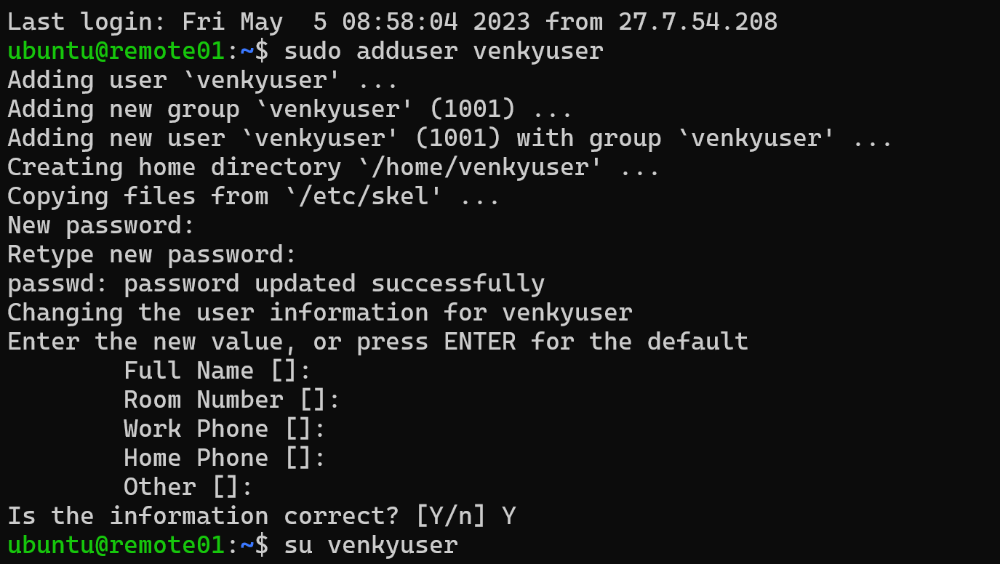 Last login: Fri May  5 08:58:04 2023 from 27.7.54.208
ubuntu@remote01:~$ sudo adduser venkyuser
Adding user `venkyuser' ...
Adding new group `venkyuser' (1001) ...
Adding new user `venkyuser' (1001) with group `venkyuser' ...
Creating home directory `/home/venkyuser' ...
Copying files from `/etc/skel' ...
New password:
Retype new password:
passwd: password updated successfully
Changing the user information for venkyuser
Enter the new value, or press ENTER for the default
        Full Name []:
        Room Number []:
        Work Phone []:
        Home Phone []:
        Other []:
Is the information correct? [Y/n] Y
ubuntu@remote01:~$ su venkyuser